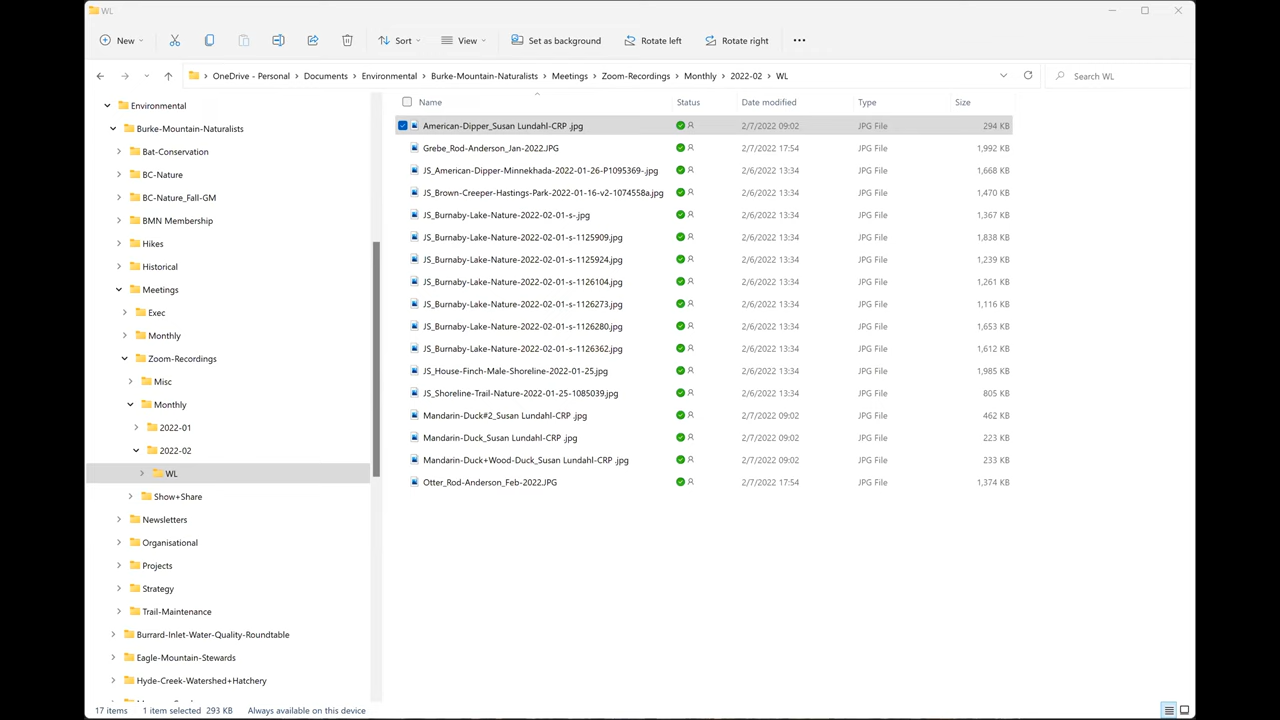 WL
New
Sort
View
Set as background
Rotate left
Rotate right
OneDrive - Personal > Documents > Environmental > Burke-Mountain-Naturalists > Meetings > Zoom-Recordings > Monthly > 2022-02 > WL
Search WL
Environmental
Burke-Mountain-Naturalists
Bat-Conservation
BC-Nature
BC-Nature_Fall-GM
BMN Membership
Hikes
Historical
Meetings
Exec
Monthly
Zoom-Recordings
Misc
Monthly
2022-01
2022-02
WL
Show+Share
Newsletters
Organisational
Projects
Strategy
Trail-Maintenance
Burrard-Inlet-Water-Quality-Roundtable
Eagle-Mountain-Stewards
Hyde-Creek-Watershed+Hatchery
Name Status Date modified Type Size
American-Dipper_Susan Lundahl-CRP .jpg 2/7/2022 09:02 JPG File 294 KB
Grebe_Rod-Anderson_Jan-2022.JPG 2/7/2022 17:54 JPG File 1,992 KB
JS_American-Dipper-Minnekhada-2022-01-26-P1095369-.jpg 2/6/2022 13:34 JPG File 1,668 KB
JS_Brown-Creeper-Hastings-Park-2022-01-16-v2-1074558a.jpg 2/6/2022 13:34 JPG File 1,470 KB
JS_Burnaby-Lake-Nature-2022-02-01-s-.jpg 2/6/2022 13:34 JPG File 1,367 KB
JS_Burnaby-Lake-Nature-2022-02-01-s-1125909.jpg 2/6/2022 13:34 JPG File 1,838 KB
JS_Burnaby-Lake-Nature-2022-02-01-s-1125924.jpg 2/6/2022 13:34 JPG File 1,239 KB
JS_Burnaby-Lake-Nature-2022-02-01-s-1126104.jpg 2/6/2022 13:34 JPG File 1,261 KB
JS_Burnaby-Lake-Nature-2022-02-01-s-1126273.jpg 2/6/2022 13:34 JPG File 1,116 KB
JS_Burnaby-Lake-Nature-2022-02-01-s-1126280.jpg 2/6/2022 13:34 JPG File 1,653 KB
JS_Burnaby-Lake-Nature-2022-02-01-s-1126362.jpg 2/6/2022 13:34 JPG File 1,612 KB
JS_House-Finch-Male-Shoreline-2022-01-25.jpg 2/6/2022 13:34 JPG File 1,985 KB
JS_Shoreline-Trail-Nature-2022-01-25-1085039.jpg 2/6/2022 13:34 JPG File 805 KB
Mandarin-Duck#2_Susan Lundahl-CRP .jpg 2/7/2022 09:02 JPG File 462 KB
Mandarin-Duck_Susan Lundahl-CRP .jpg 2/7/2022 09:02 JPG File 223 KB
Mandarin-Duck+Wood-Duck_Susan Lundahl-CRP .jpg 2/7/2022 09:02 JPG File 233 KB
Otter_Rod-Anderson_Feb-2022.JPG 2/7/2022 17:54 JPG File 1,374 KB
17 items 1 item selected 293 KB Always available on this device